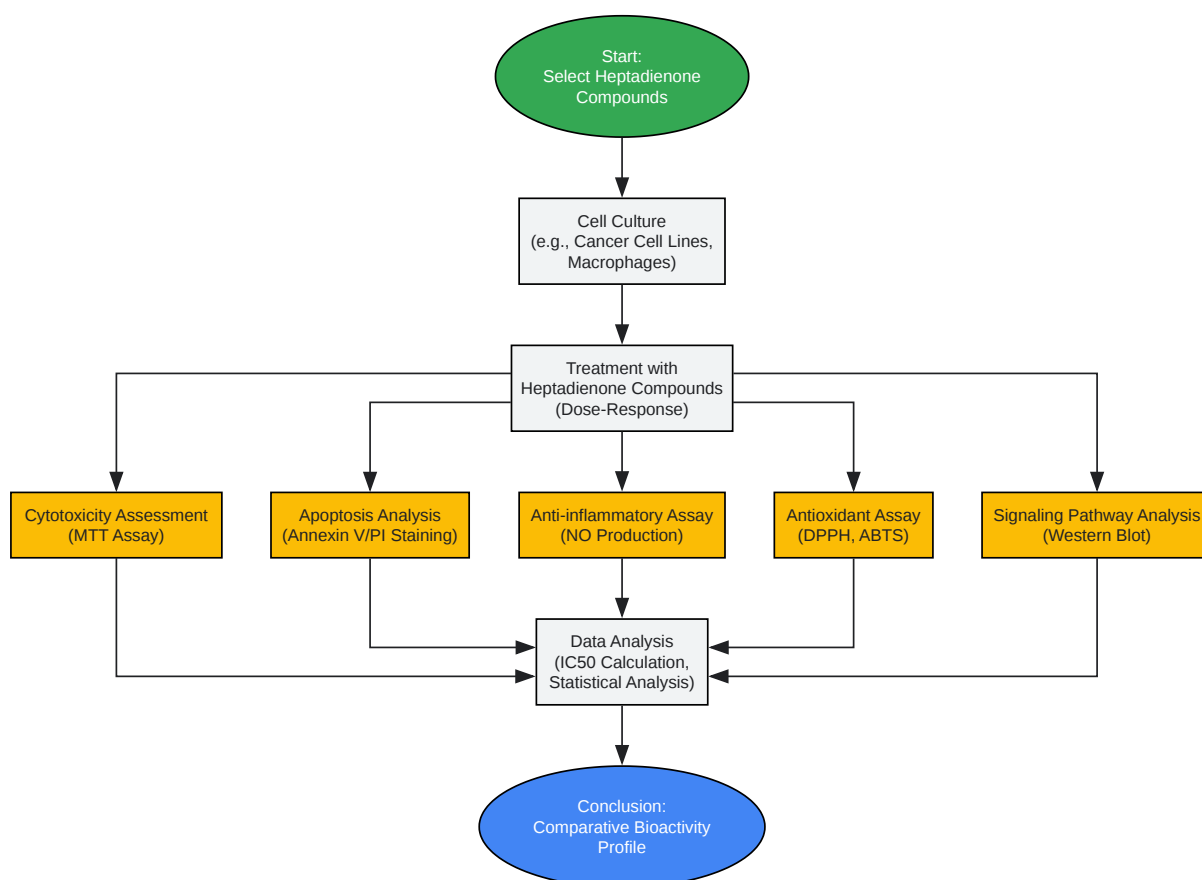 Start:
Select Heptadienone
Compounds
Cell Culture
(e.g., Cancer Cell Lines,
Macrophages)
Treatment with
Heptadienone Compounds
(Dose-Response)
Cytotoxicity Assessment
(MTT Assay)
Apoptosis Analysis
(Annexin V/PI Staining)
Anti-inflammatory Assay
(NO Production)
Antioxidant Assay
(DPPH, ABTS)
Signaling Pathway Analysis
(Western Blot)
Data Analysis
(IC50 Calculation,
Statistical Analysis)
Conclusion:
Comparative Bioactivity
Profile